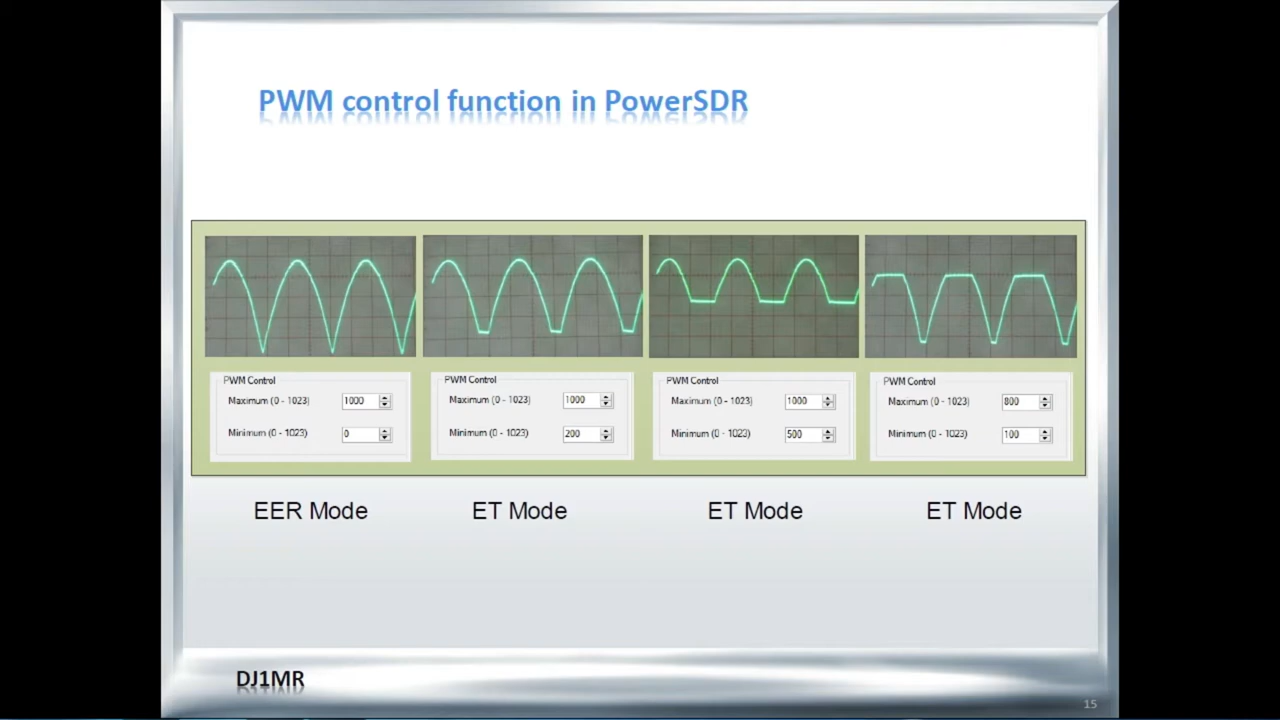 PWM control function in PowerSDR
PWM Control
Maximum (0 - 1023) 1000
Minimum (0 - 1023) 0
PWM Control
Maximum (0 - 1023) 1000
Minimum (0 - 1023) 200
PWM Control
Maximum (0 - 1023) 1000
Minimum (0 - 1023) 500
PWM Control
Maximum (0 - 1023) 800
Minimum (0 - 1023) 100
EER Mode
ET Mode
ET Mode
ET Mode
DJ1MR
15